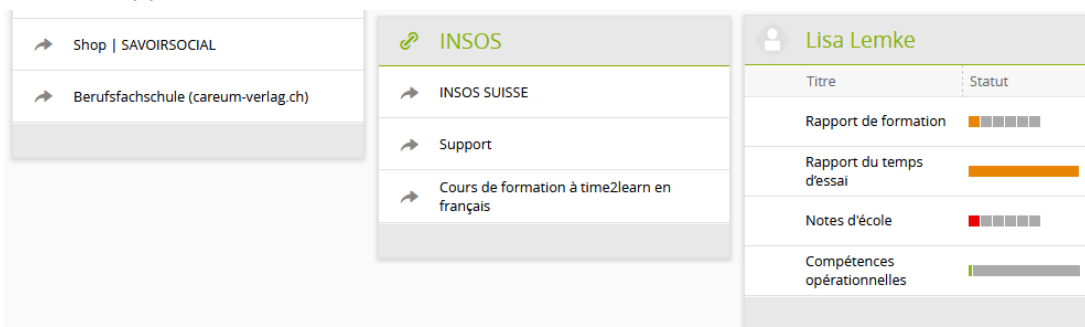 Shop | SAVOIRSOCIAL
Berufsfachschule (careum-verlag.ch)
INSOS
INSOS SUISSE
Support
Cours de formation à time2learn en
français
Lisa Lemke
Titre Statut
Rapport de formation
Rapport du temps
d'essai
Notes d'école
Compétences
opérationnelles